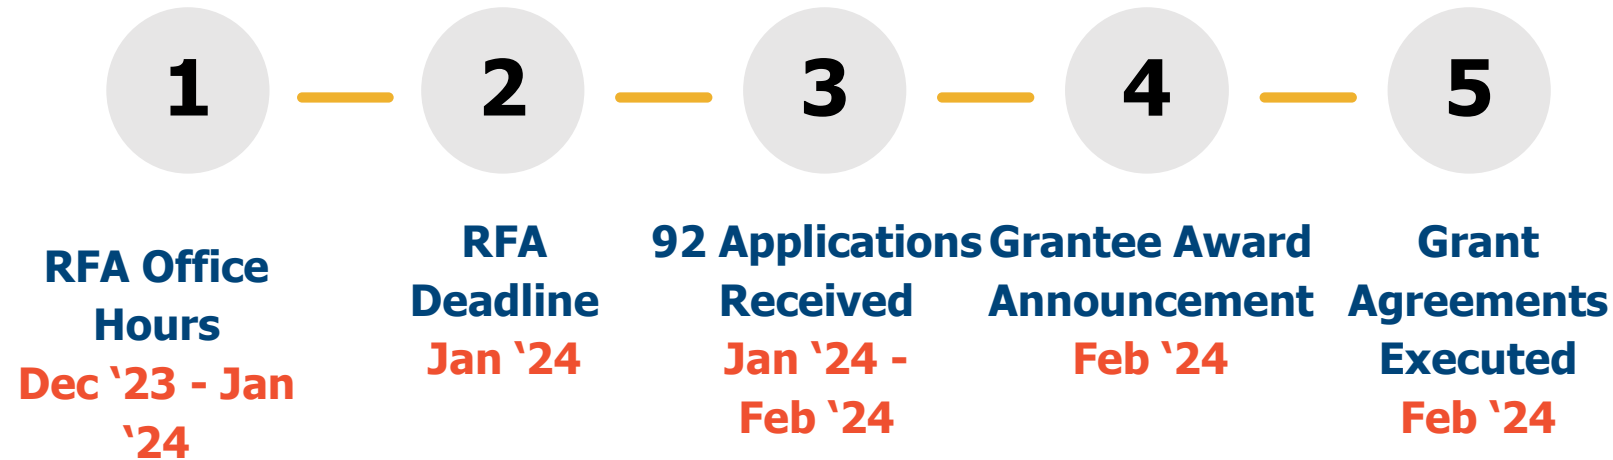 1
2
3
4
5
RFA Office
Hours
Dec ‘23 - Jan
‘24
RFA
Deadline
Jan ‘24
92 Applications
Received
Jan ‘24 -
Feb ‘24
Grantee Award
Announcement
Feb ‘24
Grant
Agreements
Executed
Feb ‘24